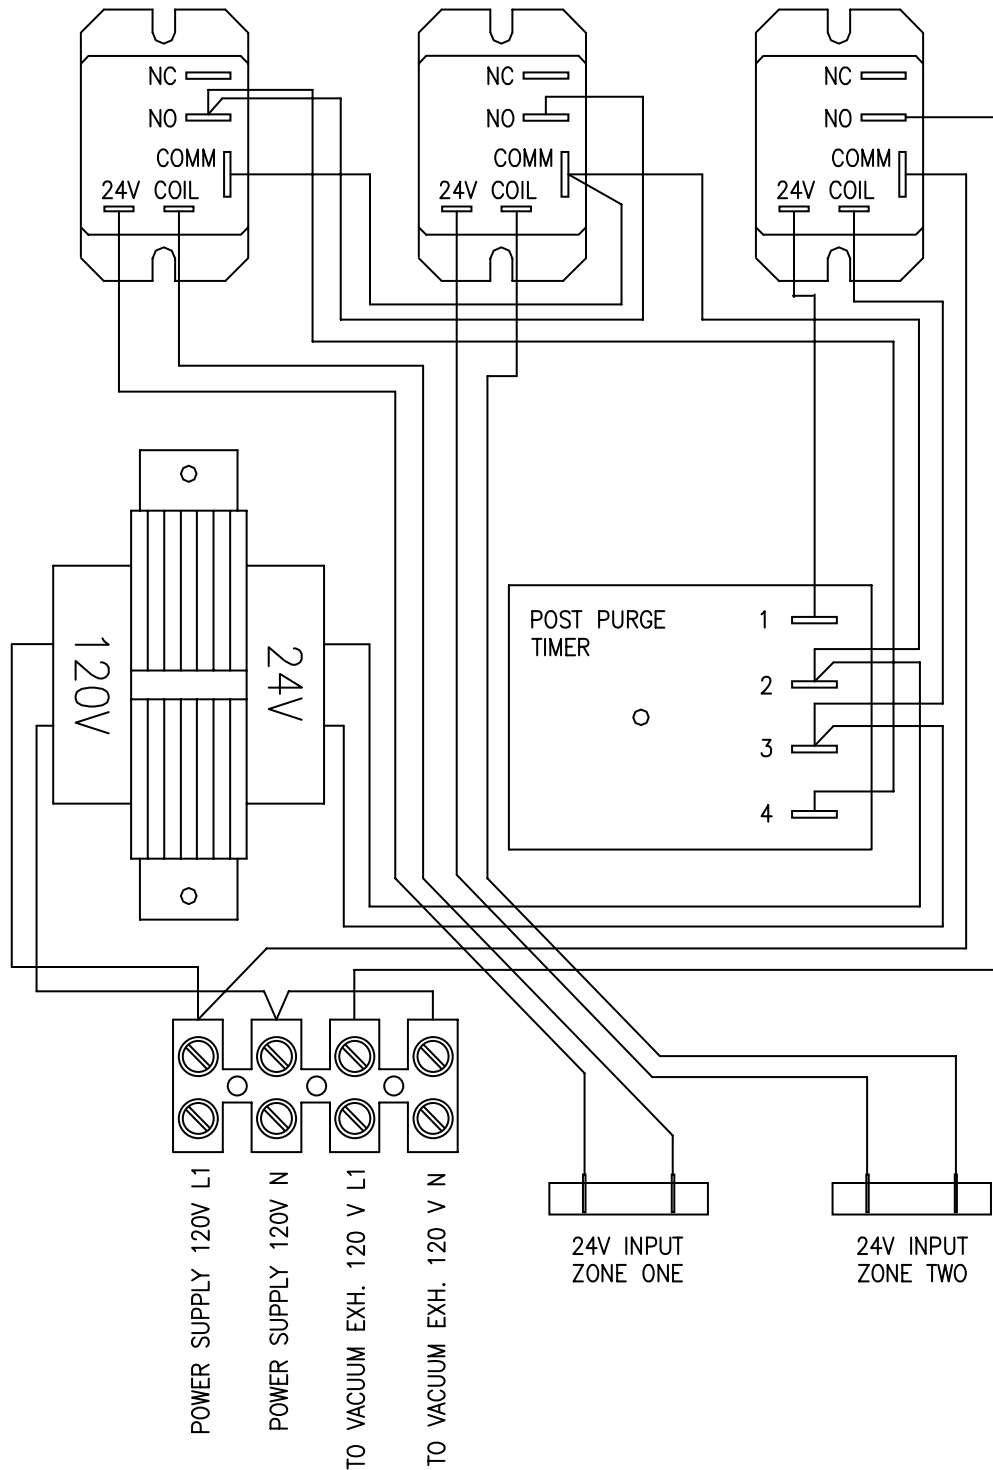 NC
NO
COMM
24V COIL
NC
NO
COMM
24V COIL
NC
NO
COMM
24V COIL
120V
24V
POST PURGE
TIMER
1
2
3
4
POWER SUPPLY 120V L1
POWER SUPPLY 120V N
TO VACUUM EXH. 120 V L1
TO VACUUM EXH. 120 V N
24V INPUT
ZONE ONE
24V INPUT
ZONE TWO